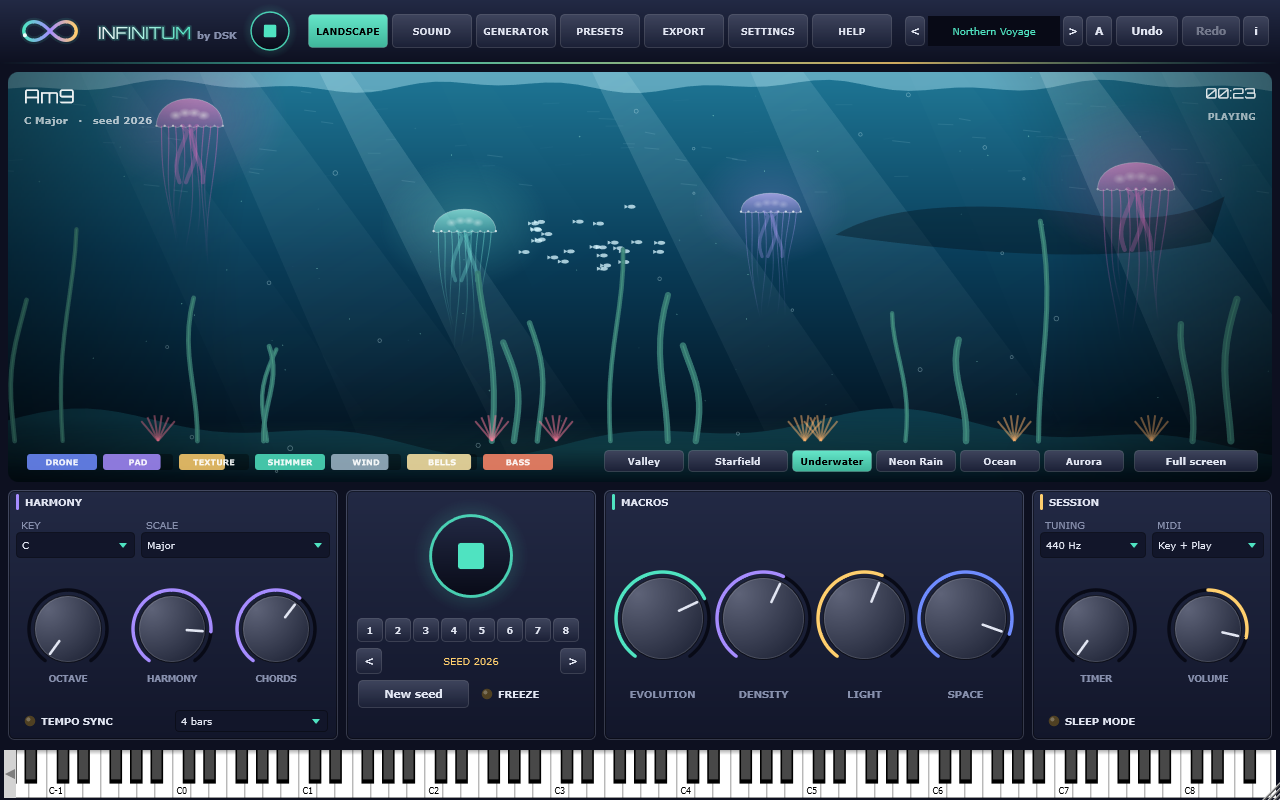 INFINITUM by DSK
LANDSCAPE SOUND GENERATOR PRESETS EXPORT SETTINGS HELP < Northern Voyage > A Undo Redo i
Am9
00:23
C Major · seed 2026
PLAYING
DRONE PAD TEXTURE SHIMMER WIND BELLS BASS
Valley Starfield Underwater Neon Rain Ocean Aurora Full screen
HARMONY
KEY SCALE
C Major
OCTAVE HARMONY CHORDS
TEMPO SYNC 4 bars
1 2 3 4 5 6 7 8
< SEED 2026 >
New seed FREEZE
MACROS
EVOLUTION DENSITY LIGHT SPACE
SESSION
TUNING MIDI
440 Hz Key + Play
TIMER VOLUME
SLEEP MODE
C-1 C0 C1 C2 C3 C4 C5 C6 C7 C8